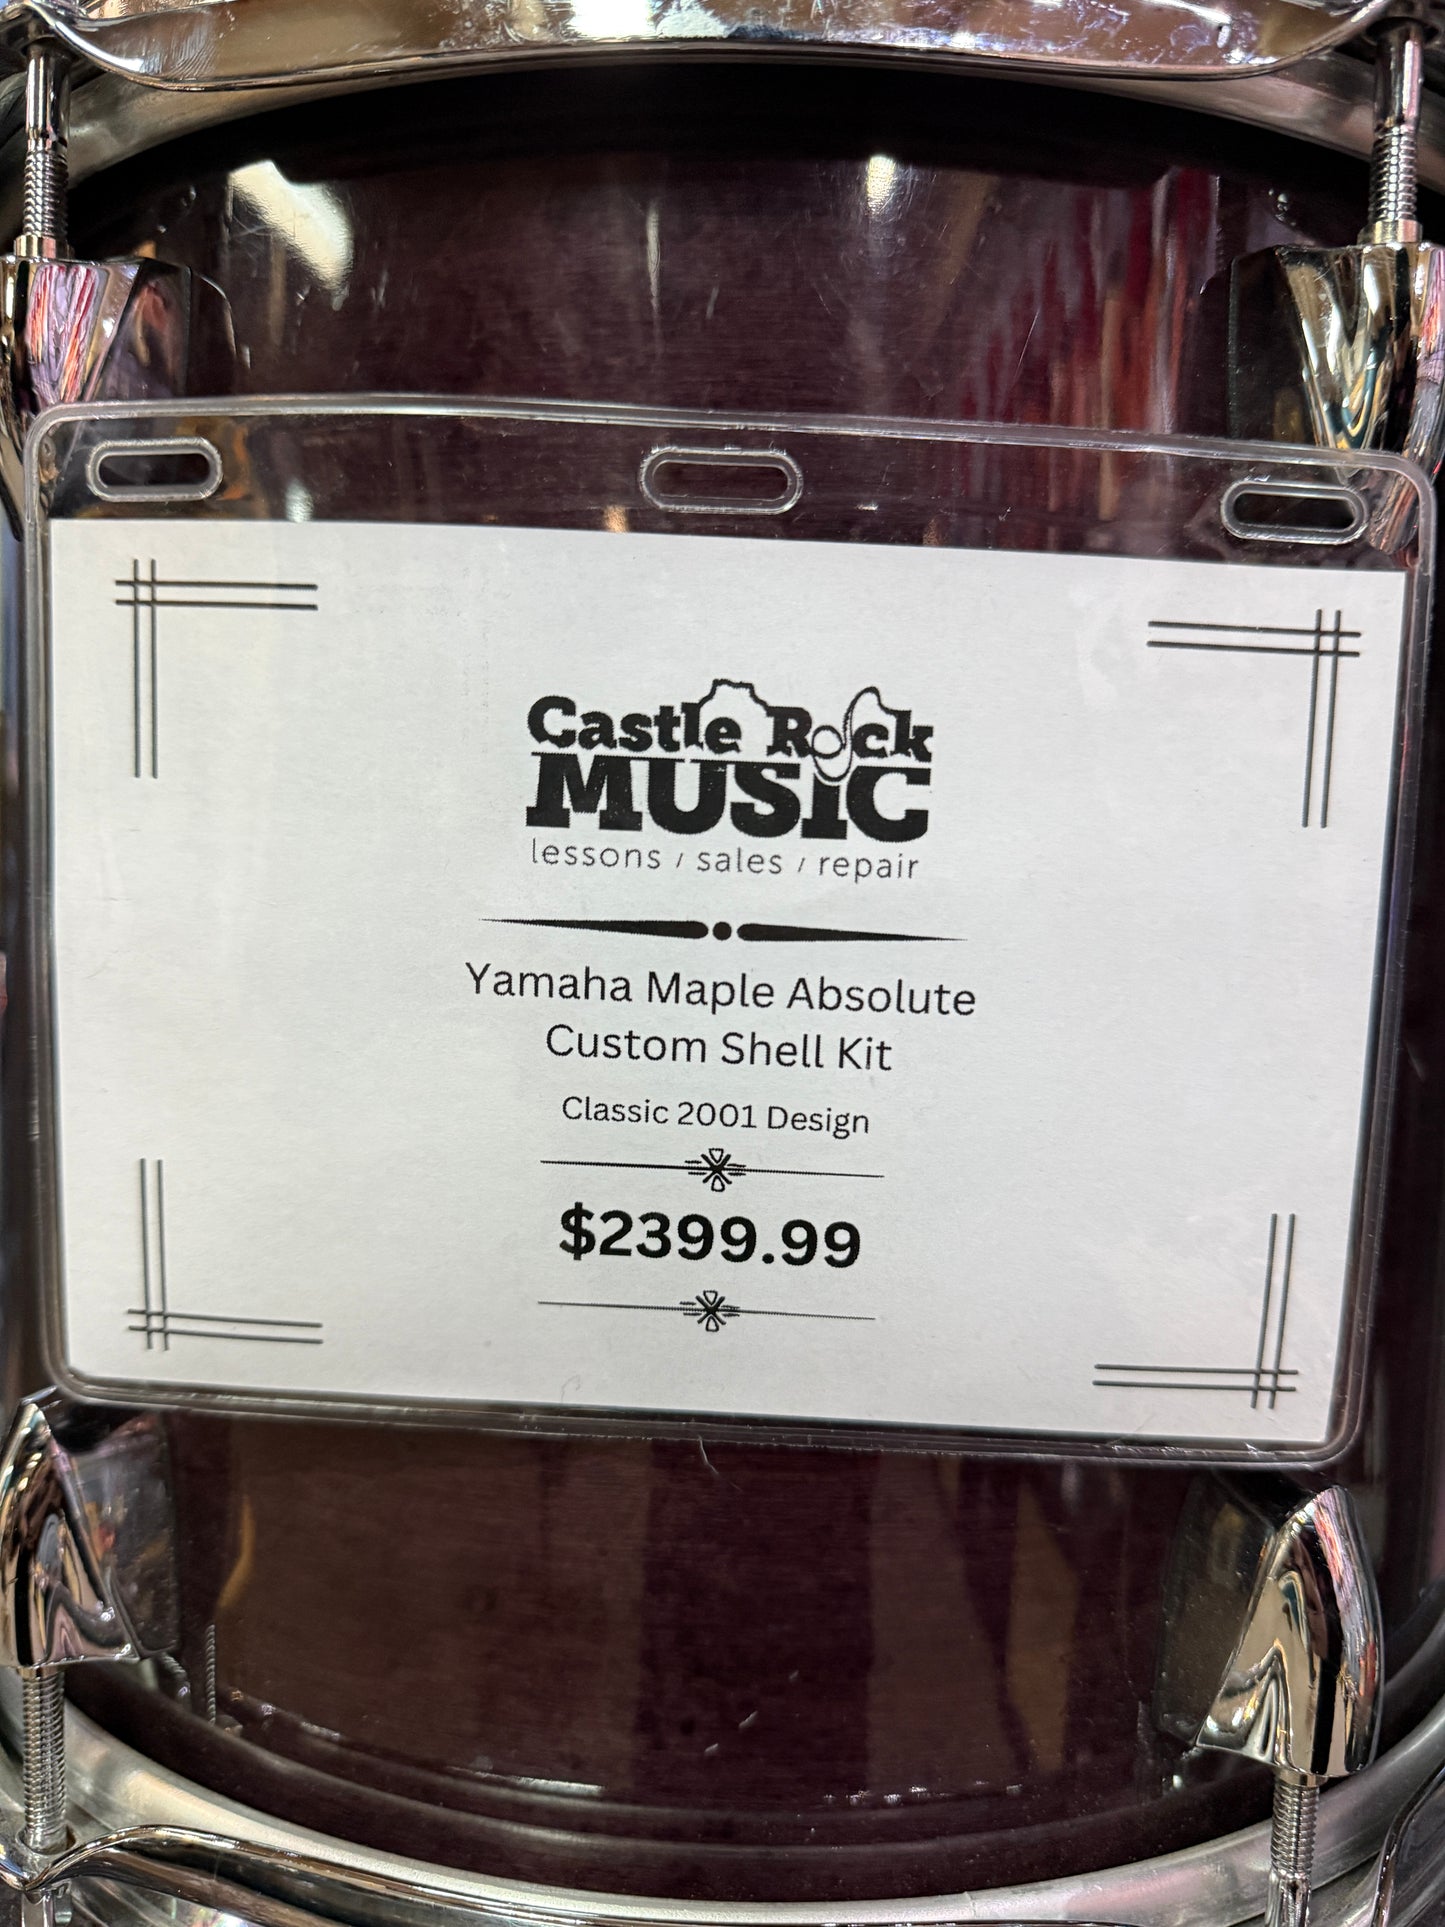 Castle Rock
MUSiC
lessons / sales / repair
Yamaha Maple Absolute
Custom Shell Kit
Classic 2001 Design
$2399.99